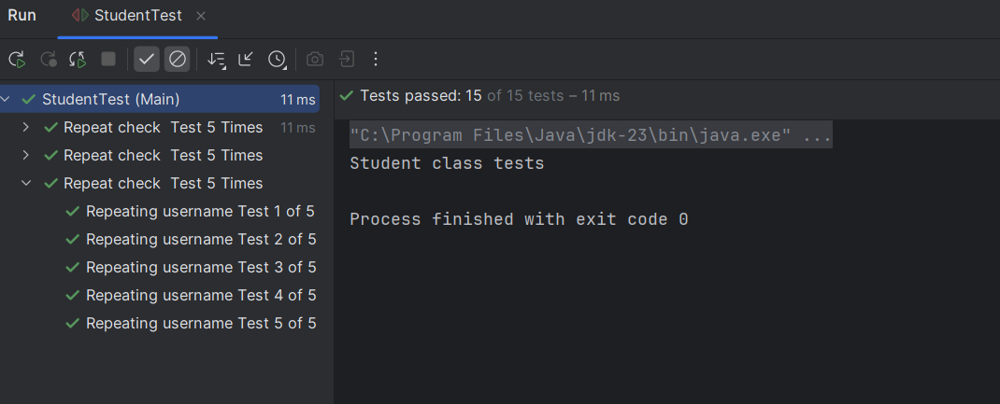 Run StudentTest
StudentTest (Main) 11 ms
Repeat check  Test 5 Times 11 ms
Repeat check  Test 5 Times
Repeat check  Test 5 Times
Repeating username Test 1 of 5
Repeating username Test 2 of 5
Repeating username Test 3 of 5
Repeating username Test 4 of 5
Repeating username Test 5 of 5
Tests passed: 15 of 15 tests – 11 ms
"C:\Program Files\Java\jdk-23\bin\java.exe" ...
Student class tests
Process finished with exit code 0